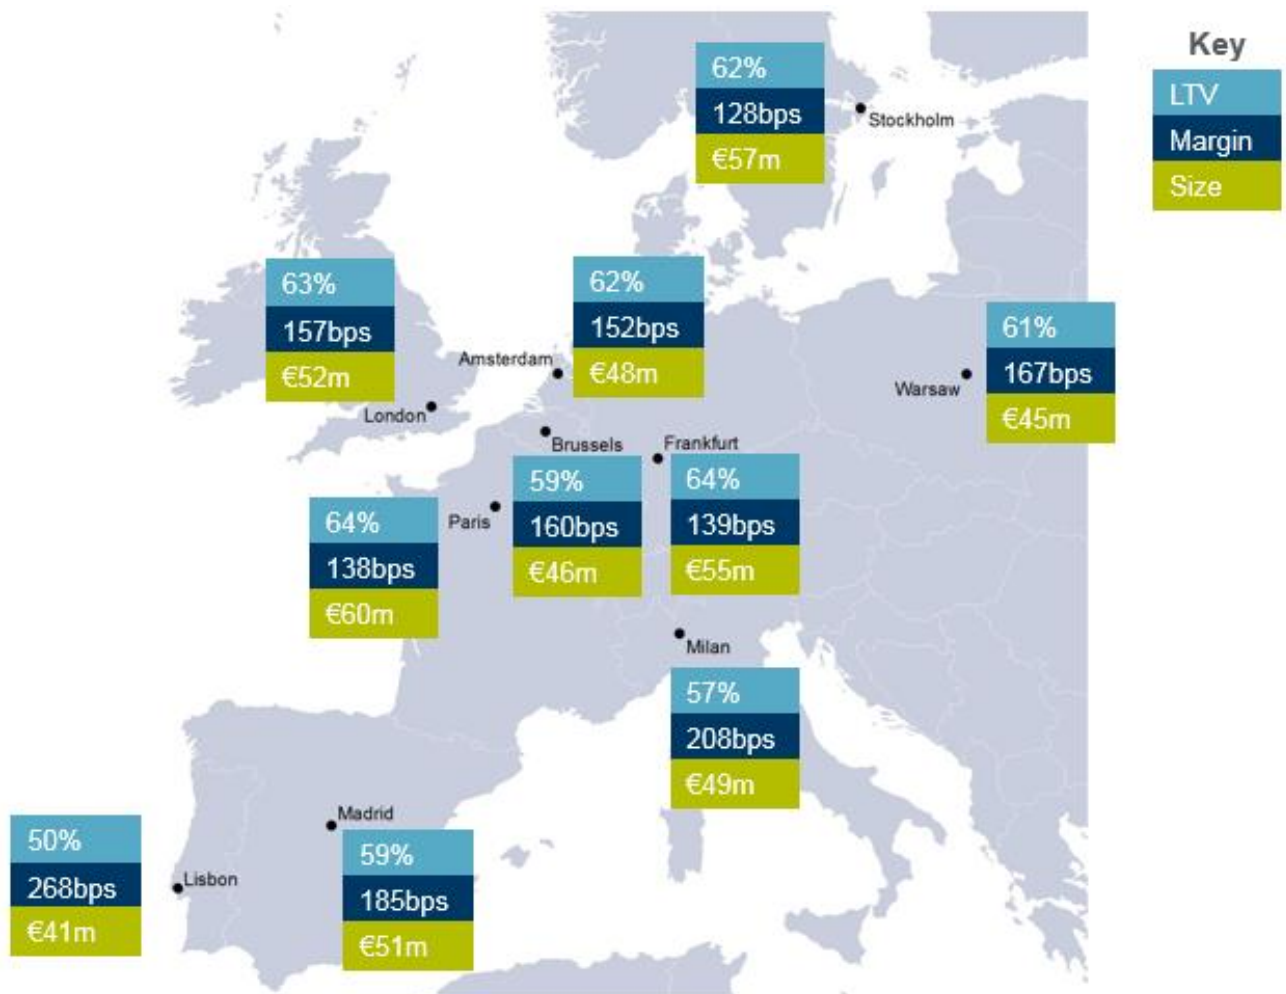 Key
LTV
Margin
Size
62%
128bps
€57m
Stockholm
63%
157bps
€52m
London
62%
152bps
€48m
Amsterdam
61%
167bps
€45m
Warsaw
Brussels
59%
160bps
€46m
Frankfurt
64%
139bps
€55m
Paris
64%
138bps
€60m
Milan
57%
208bps
€49m
Madrid
59%
185bps
€51m
50%
268bps
€41m
Lisbon